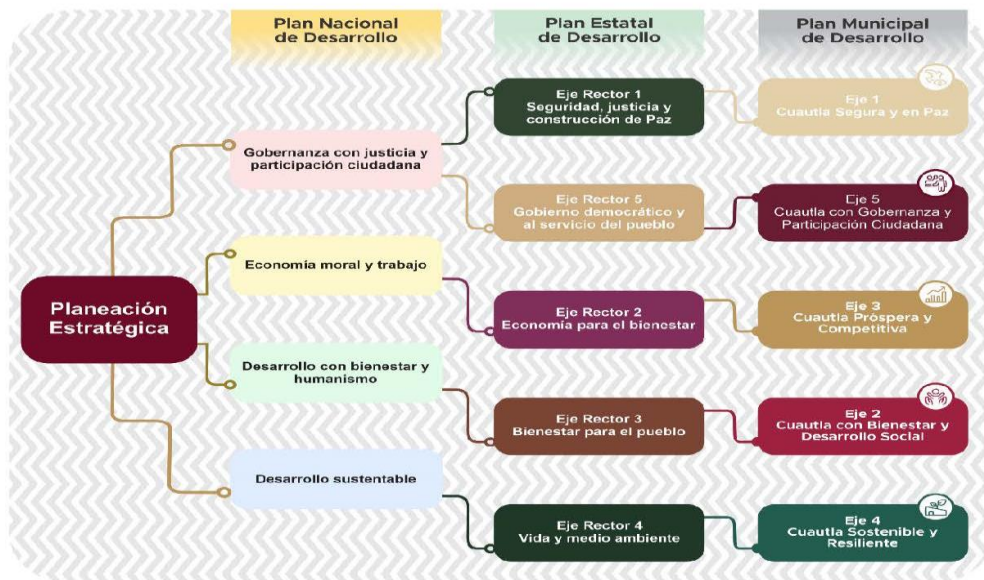 Plan Nacional
de Desarrollo
Plan Estatal
de Desarrollo
Plan Municipal
de Desarrollo
Planeación
Estratégica
Gobernanza con justicia y
participación ciudadana
Economía moral y trabajo
Desarrollo con bienestar y
humanismo
Desarrollo sustentable
Eje Rector 1
Seguridad, justicia y
construcción de Paz
Eje Rector 5
Gobierno democrático y
al servicio del pueblo
Eje Rector 2
Economía para el bienestar
Eje Rector 3
Bienestar para el pueblo
Eje Rector 4
Vida y medio ambiente
Eje 1
Cuautla Segura y en Paz
Eje 5
Cuautla con Gobernanza y
Participación Ciudadana
Eje 3
Cuautla Próspera y
Competitiva
Eje 2
Cuautla con Bienestar y
Desarrollo Social
Eje 4
Cuautla Sostenible y
Resiliente